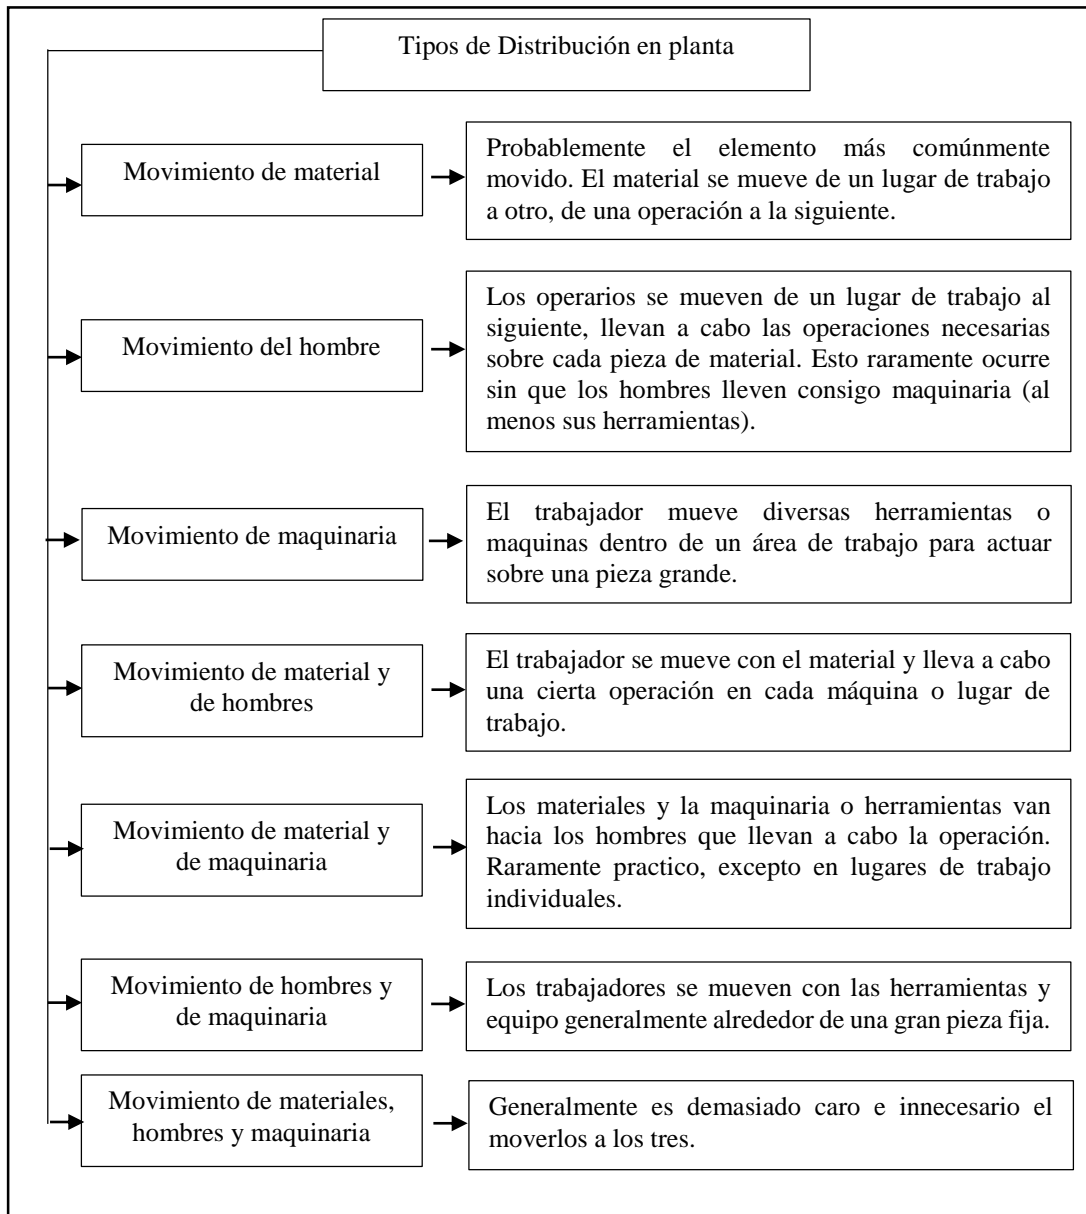 Tipos de Distribución en planta
Movimiento de material
Probablemente el elemento más comúnmente
movido. El material se mueve de un lugar de trabajo
a otro, de una operación a la siguiente.
Movimiento del hombre
Los operarios se mueven de un lugar de trabajo al
siguiente, llevan a cabo las operaciones necesarias
sobre cada pieza de material. Esto raramente ocurre
sin que los hombres lleven consigo maquinaria (al
menos sus herramientas).
Movimiento de maquinaria
El trabajador mueve diversas herramientas o
maquinas dentro de un área de trabajo para actuar
sobre una pieza grande.
Movimiento de material y
de hombres
El trabajador se mueve con el material y lleva a cabo
una cierta operación en cada máquina o lugar de
trabajo.
Movimiento de material y
de maquinaria
Los materiales y la maquinaria o herramientas van
hacia los hombres que llevan a cabo la operación.
Raramente practico, excepto en lugares de trabajo
individuales.
Movimiento de hombres y
de maquinaria
Los trabajadores se mueven con las herramientas y
equipo generalmente alrededor de una gran pieza fija.
Movimiento de materiales,
hombres y maquinaria
Generalmente es demasiado caro e innecesario el
moverlos a los tres.